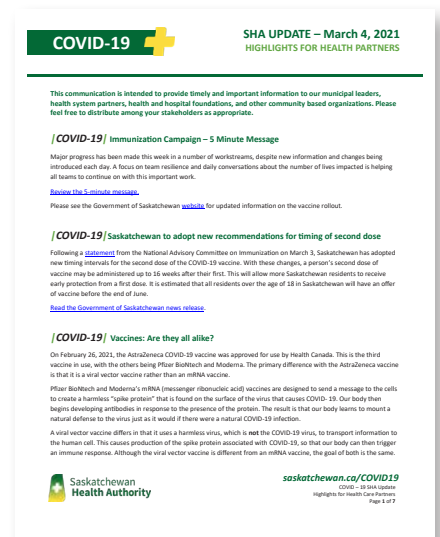 COVID-19
SHA UPDATE – March 4, 2021
HIGHLIGHTS FOR HEALTH PARTNERS
This communication is intended to provide timely and important information to our municipal leaders,
health system partners, health and hospital foundations, and other community based organizations. Please
feel free to distribute among your stakeholders as appropriate.
|COVID-19| Immunization Campaign – 5 Minute Message
Major progress has been made this week in a number of workstreams, despite new information and changes being
introduced each day. A focus on team resilience and daily conversations about the number of lives impacted is helping
all teams to continue on with this important work.
Review the 5-minute message.
Please see the Government of Saskatchewan website for updated information on the vaccine rollout.
|COVID-19| Saskatchewan to adopt new recommendations for timing of second dose
Following a statement from the National Advisory Committee on Immunization on March 3, Saskatchewan has adopted
new timing intervals for the second dose of the COVID-19 vaccine. With these changes, a person's second dose of
vaccine may be administered up to 16 weeks after their first. This will allow more Saskatchewan residents to receive
early protection from a first dose. It is estimated that all residents over the age of 18 in Saskatchewan will have an offer
of vaccine before the end of June.
Read the Government of Saskatchewan news release.
|COVID-19| Vaccines: Are they all alike?
On February 26, 2021, the AstraZeneca COVID-19 vaccine was approved for use by Health Canada. This is the third
vaccine in use, with the others being Pfizer BioNtech and Moderna. The primary difference with the AstraZeneca vaccine
is that it is a viral vector vaccine rather than an mRNA vaccine.
Pfizer BioNtech and Moderna's mRNA (messenger ribonucleic acid) vaccines are designed to send a message to the cells
to create a harmless "spike protein" that is found on the surface of the virus that causes COVID- 19. Our body then
begins developing antibodies in response to the presence of the protein. The result is that our body learns to mount a
natural defense to the virus just as it would if there were a natural COVID-19 infection.
A viral vector vaccine differs in that it uses a harmless virus, which is not the COVID-19 virus, to transport information to
the human cell. This causes production of the spike protein associated with COVID-19, so that our body can then trigger
an immune response. Although the viral vector vaccine is different from an mRNA vaccine, the goal of both is the same.
Saskatchewan
Health Authority
saskatchewan.ca/COVID19
COVID – 19 SHA Update
Highlights for Health Care Partners
Page 1 of 7